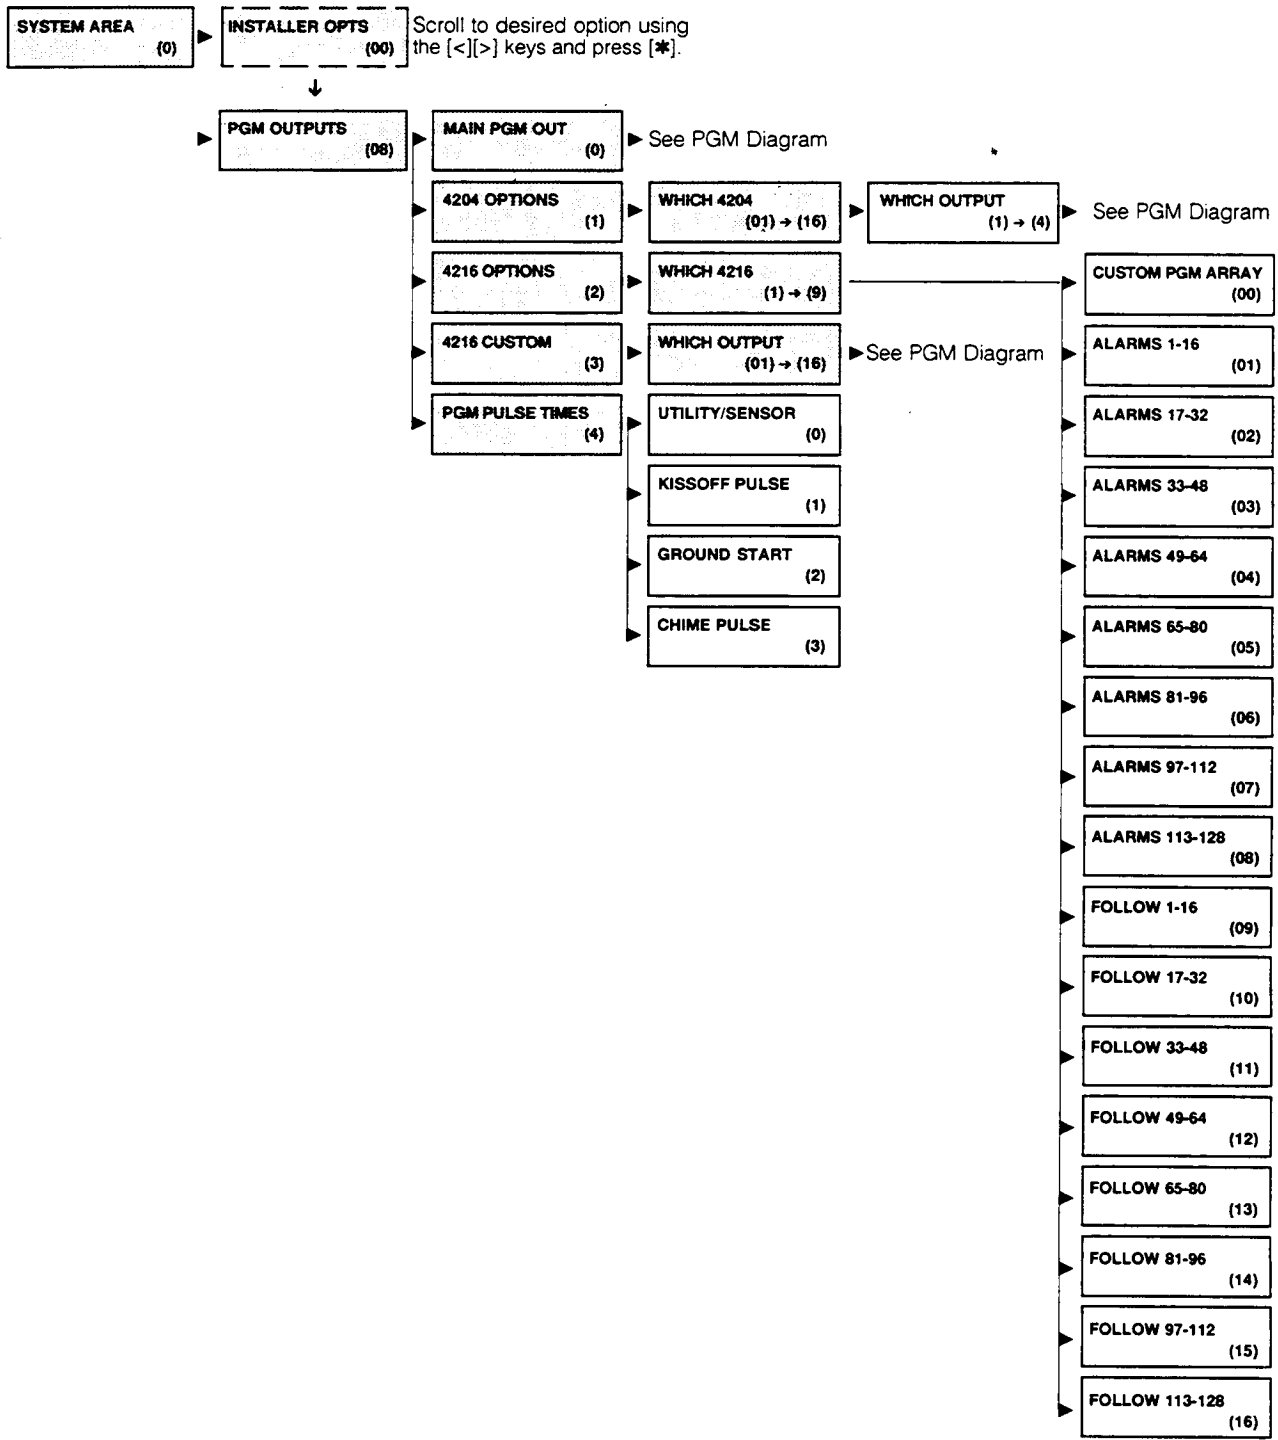 SYSTEM AREA
(0)
INSTALLER OPTS
(00)
Scroll to desired option using
the [<][>] keys and press [✱].
PGM OUTPUTS
(08)
MAIN PGM OUT
(0)
See PGM Diagram
4204 OPTIONS
(1)
WHICH 4204
(01) → (16)
WHICH OUTPUT
(1) → (4)
See PGM Diagram
4216 OPTIONS
(2)
WHICH 4216
(1) → (9)
4216 CUSTOM
(3)
WHICH OUTPUT
(01) → (16)
See PGM Diagram
PGM PULSE TIMES
(4)
UTILITY/SENSOR
(0)
KISSOFF PULSE
(1)
GROUND START
(2)
CHIME PULSE
(3)
CUSTOM PGM ARRAY
(00)
ALARMS 1-16
(01)
ALARMS 17-32
(02)
ALARMS 33-48
(03)
ALARMS 49-64
(04)
ALARMS 65-80
(05)
ALARMS 81-96
(06)
ALARMS 97-112
(07)
ALARMS 113-128
(08)
FOLLOW 1-16
(09)
FOLLOW 17-32
(10)
FOLLOW 33-48
(11)
FOLLOW 49-64
(12)
FOLLOW 65-80
(13)
FOLLOW 81-96
(14)
FOLLOW 97-112
(15)
FOLLOW 113-128
(16)